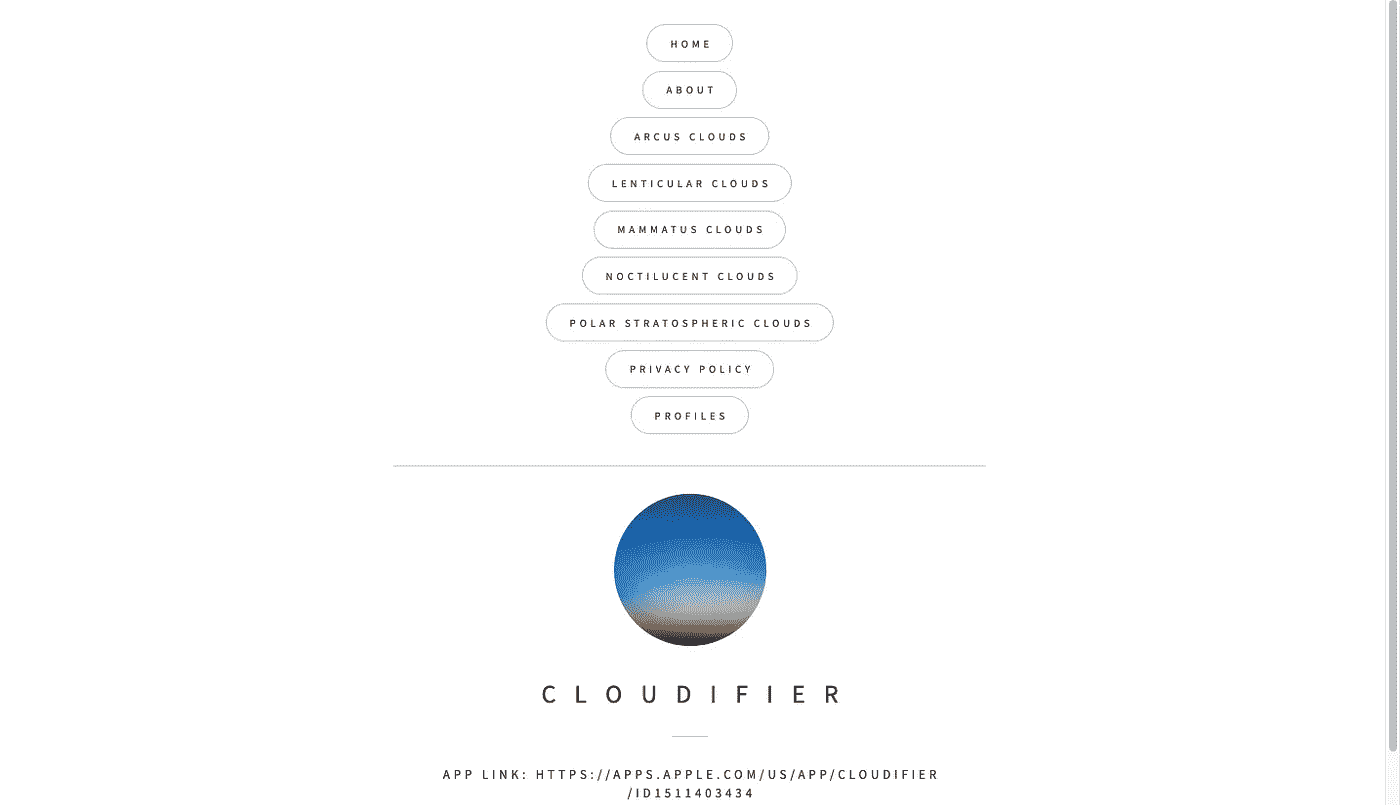 HOME
ABOUT
ARCUS CLOUDS
LENTICULAR CLOUDS
MAMMATUS CLOUDS
NOCTILUCENT CLOUDS
POLAR STRATOSPHERIC CLOUDS
PRIVACY POLICY
PROFILES
CLOUDIFIER
APP LINK: HTTPS://APPS.APPLE.COM/US/APP/CLOUDIFIER
/ID1511403434